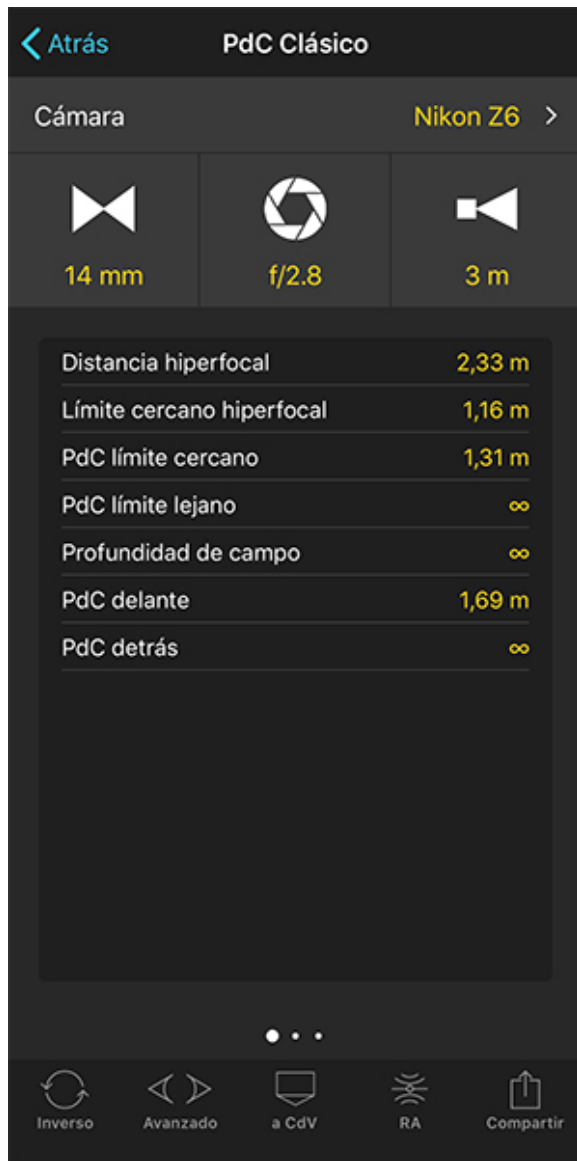 Atrás PdC Clásico
Cámara Nikon Z6
14 mm f/2.8 3 m
Distancia hiperfocal 2,33 m
Límite cercano hiperfocal 1,16 m
PdC límite cercano 1,31 m
PdC límite lejano ∞
Profundidad de campo ∞
PdC delante 1,69 m
PdC detrás ∞
Inverso Avanzado a CdV RA Compartir